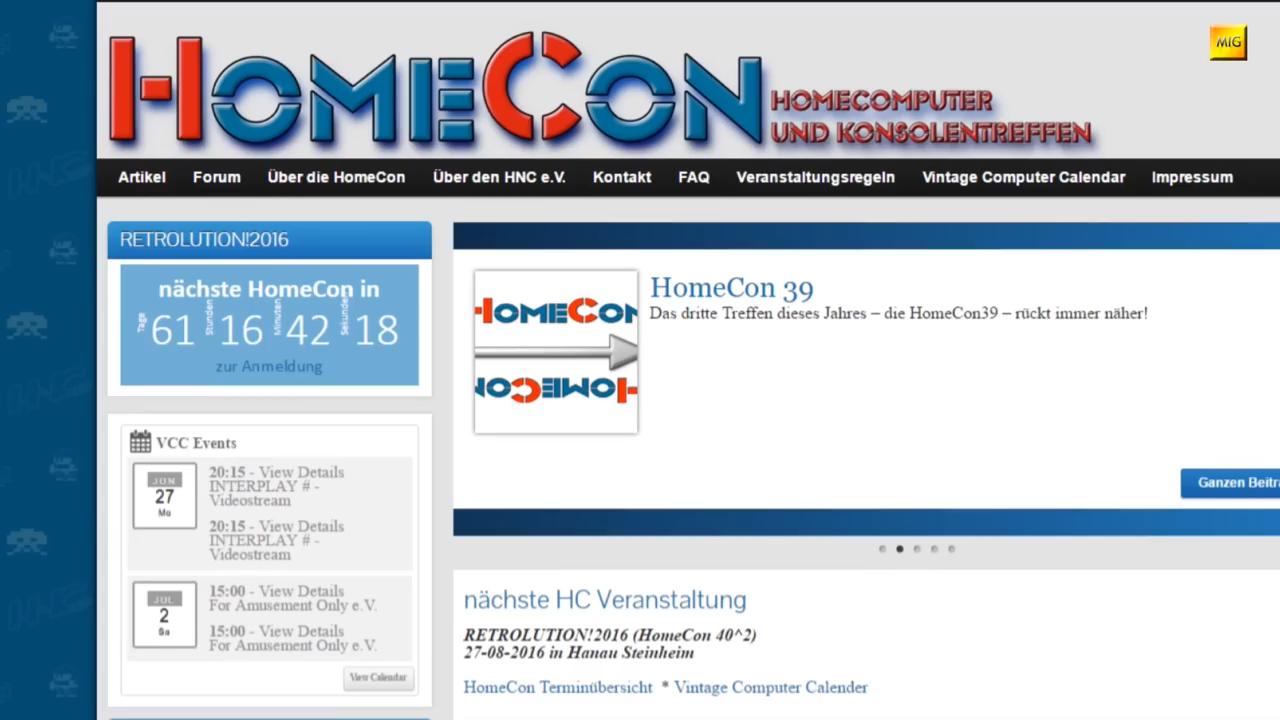 HOMECON
HOMECOMPUTER
UND KONSOLENTREFFEN
MIG
Artikel Forum Über die HomeCon Über den HNC e.V. Kontakt FAQ Veranstaltungsregeln Vintage Computer Calendar Impressum
RETROLUTION!2016
nächste HomeCon in
Tage 61 Stunden 16 Minuten 42 Sekunden 18
zur Anmeldung
VCC Events
JUN
27
Mo
20:15 - View Details
INTERPLAY # -
Videostream
20:15 - View Details
INTERPLAY # -
Videostream
JUL
2
Sa
15:00 - View Details
For Amusement Only e.V.
15:00 - View Details
For Amusement Only e.V.
View Calendar
HOMECON
HOMECON
HomeCon 39
Das dritte Treffen dieses Jahres – die HomeCon39 – rückt immer näher!
Ganzen Beitra
nächste HC Veranstaltung
RETROLUTION!2016 (HomeCon 40^2)
27-08-2016 in Hanau Steinheim
HomeCon Terminübersicht * Vintage Computer Calender